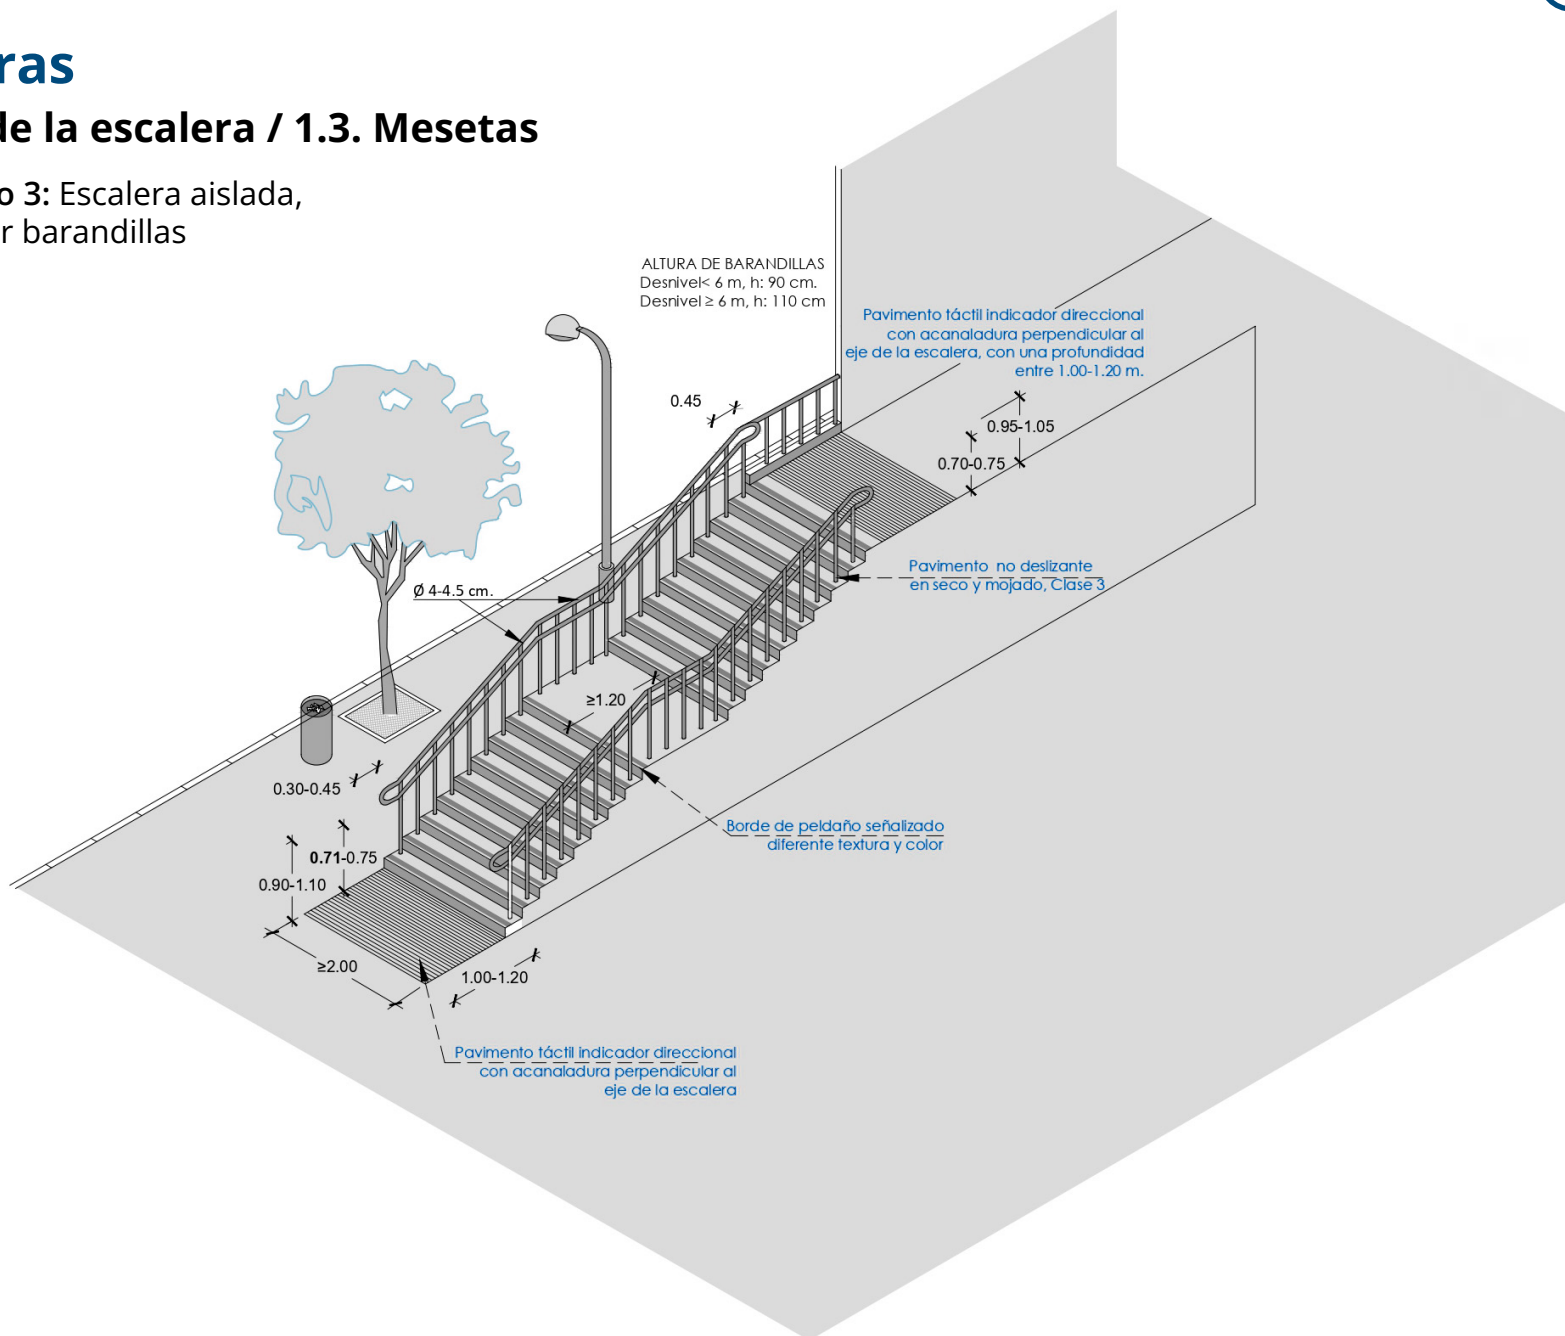 ras
de la escalera / 1.3. Mesetas
o 3: Escalera aislada,
r barandillas
ALTURA DE BARANDILLAS
Desnivel< 6 m, h: 90 cm.
Desnivel ≥ 6 m, h: 110 cm
Pavimento táctil indicador direccional
con acanaladura perpendicular al
eje de la escalera, con una profundidad
entre 1.00-1.20 m.
0.45
0.95-1.05
0.70-0.75
Pavimento no deslizante
en seco y mojado, Clase 3
Ø 4-4.5 cm.
≥1.20
0.30-0.45
Borde de peldaño señalizado
diferente textura y color
0.71-0.75
0.90-1.10
≥2.00
1.00-1.20
Pavimento táctil indicador direccional
con acanaladura perpendicular al
eje de la escalera